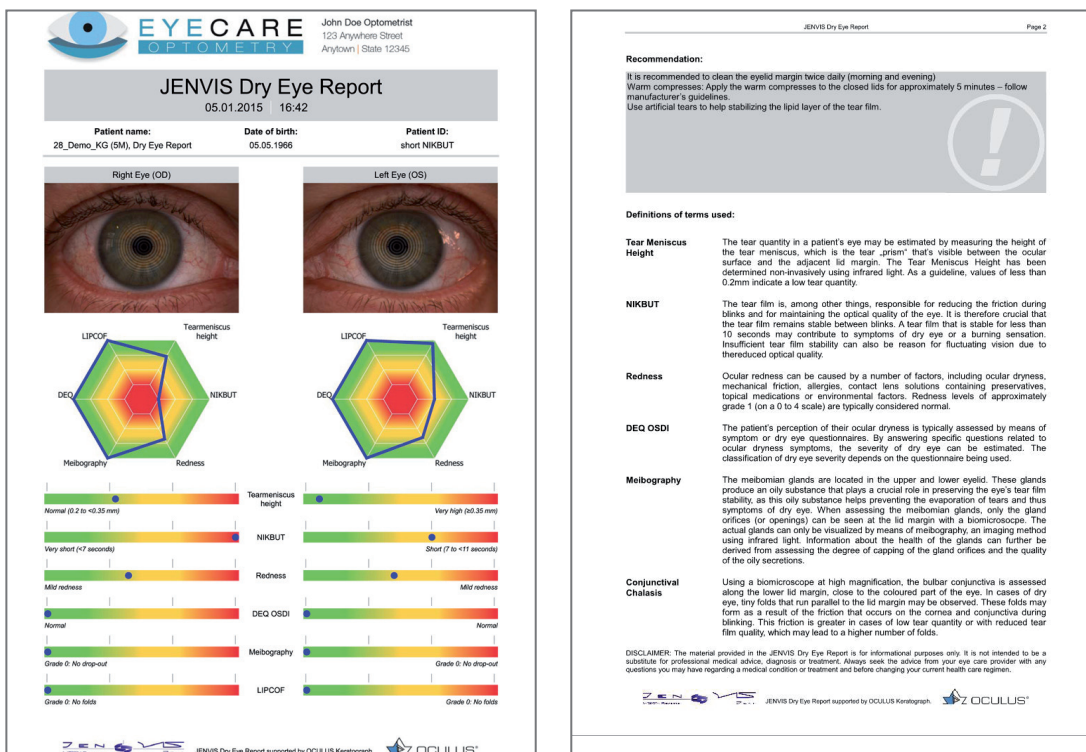 EYECARE
OPTOMETRY
John Doe Optometrist
123 Anywhere Street
Anytown | State 12345
JENVIS Dry Eye Report
05.01.2015 | 16:42
Patient name:
28_Demo_KG (5M), Dry Eye Report
Date of birth:
05.05.1966
Patient ID:
short NIKBUT
Right Eye (OD)
Left Eye (OS)
LIPCOF
Tearmeniscus
height
DEQ
NIKBUT
Meibography
Redness
LIPCOF
Tearmeniscus
height
DEQ
NIKBUT
Meibography
Redness
Tearmeniscus
height
Normal (0.2 to <0.35 mm)
Very high (≥0.35 mm)
NIKBUT
Very short (<7 seconds)
Short (7 to <11 seconds)
Redness
Mild redness
Mild redness
DEQ OSDI
Normal
Normal
Meibography
Grade 0: No drop-out
Grade 0: No drop-out
LIPCOF
Grade 0: No folds
Grade 0: No folds
JENVIS
JENVIS Dry Eye Report supported by OCULUS Keratograph.
OCULUS®
JENVIS Dry Eye Report
Page 2
Recommendation:
It is recommended to clean the eyelid margin twice daily (morning and evening)
Warm compresses: Apply the warm compresses to the closed lids for approximately 5 minutes – follow
manufacturer's guidelines.
Use artificial tears to help stabilizing the lipid layer of the tear film.
Definitions of terms used:
Tear Meniscus
Height
The tear quantity in a patient's eye may be estimated by measuring the height of
the tear meniscus, which is the tear „prism" that's visible between the ocular
surface and the adjacent lid margin. The Tear Meniscus Height has been
determined non-invasively using infrared light. As a guideline, values of less than
0.2mm indicate a low tear quantity.
NIKBUT
The tear film is, among other things, responsible for reducing the friction during
blinks and for maintaining the optical quality of the eye. It is therefore crucial that
the tear film remains stable between blinks. A tear film that is stable for less than
10 seconds may contribute to symptoms of dry eye or a burning sensation.
Insufficient tear film stability can also be reason for fluctuating vision due to
thereduced optical quality.
Redness
Ocular redness can be caused by a number of factors, including ocular dryness,
mechanical friction, allergies, contact lens solutions containing preservatives,
topical medications or environmental factors. Redness levels of approximately
grade 1 (on a 0 to 4 scale) are typically considered normal.
DEQ OSDI
The patient's perception of their ocular dryness is typically assessed by means of
symptom or dry eye questionnaires. By answering specific questions related to
ocular dryness symptoms, the severity of dry eye can be estimated. The
classification of dry eye severity depends on the questionnaire being used.
Meibography
The meibomian glands are located in the upper and lower eyelid. These glands
produce an oily substance that plays a crucial role in preserving the eye's tear film
stability, as this oily substance helps preventing the evaporation of tears and thus
symptoms of dry eye. When assessing the meibomian glands, only the gland
orifices (or openings) can be seen at the lid margin with a biomicrosocpe. The
actual glands can only be visualized by means of meibography, an imaging method
using infrared light. Information about the health of the glands can further be
derived from assessing the degree of capping of the gland orifices and the quality
of the oily secretions.
Conjunctival
Chalasis
Using a biomicroscope at high magnification, the bulbar conjunctiva is assessed
along the lower lid margin, close to the coloured part of the eye. In cases of dry
eye, tiny folds that run parallel to the lid margin may be observed. These folds may
form as a result of the friction that occurs on the cornea and conjunctiva during
blinking. This friction is greater in cases of low tear quantity or with reduced tear
film quality, which may lead to a higher number of folds.
DISCLAIMER: The material provided in the JENVIS Dry Eye Report is for informational purposes only. It is not intended to be a
substitute for professional medical advice, diagnosis or treatment. Always seek the advice from your eye care provider with any
questions you may have regarding a medical condition or treatment and before changing your current health care regimen.
JENVIS
JENVIS Dry Eye Report supported by OCULUS Keratograph.
OCULUS®